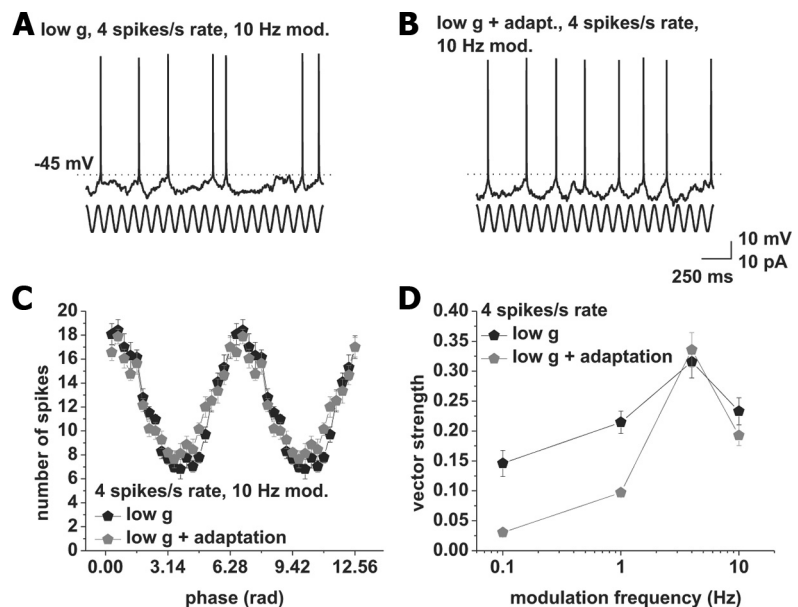 A
low g, 4 spikes/s rate, 10 Hz mod.
-45 mV
B
low g + adapt., 4 spikes/s rate,
10 Hz mod.
10 mV
10 pA
250 ms
C
number of spikes
20
18
16
14
12
10
8
6
4
2
0
4 spikes/s rate, 10 Hz mod.
low g
low g + adaptation
0.00 3.14 6.28 9.42 12.56
phase (rad)
D
vector strength
0.40
0.35
0.30
0.25
0.20
0.15
0.10
0.05
0.00
4 spikes/s rate
low g
low g + adaptation
0.1 1 10
modulation frequency (Hz)